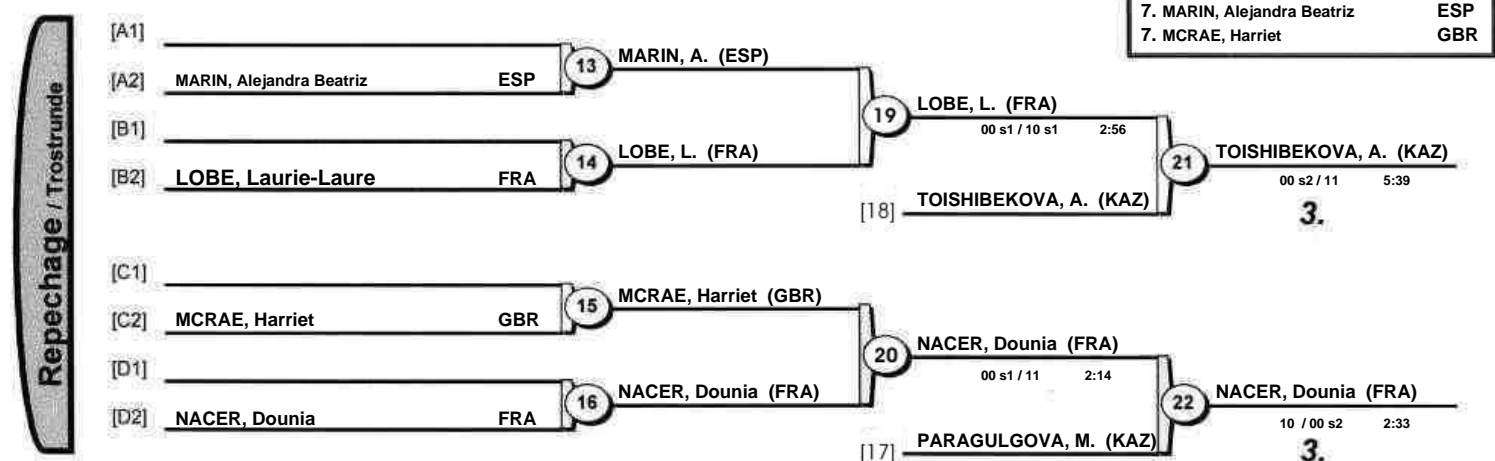 7. MARIN, Alejandra Beatriz ESP
7. MCRAE, Harriet GBR
Repechage / Trostrunde
[A1]
[A2] MARIN, Alejandra Beatriz ESP
13 MARIN, A. (ESP)
[B1]
[B2] LOBE, Laurie-Laure FRA
14 LOBE, L. (FRA)
19 LOBE, L. (FRA)
00 s1 / 10 s1 2:56
[18] TOISHIBEKOVA, A. (KAZ)
21 TOISHIBEKOVA, A. (KAZ)
00 s2 / 11 5:39
3.
[C1]
[C2] MCRAE, Harriet GBR
15 MCRAE, Harriet (GBR)
[D1]
[D2] NACER, Dounia FRA
16 NACER, Dounia (FRA)
20 NACER, Dounia (FRA)
00 s1 / 11 2:14
[17] PARAGULGOVA, M. (KAZ)
22 NACER, Dounia (FRA)
10 / 00 s2 2:33
3.